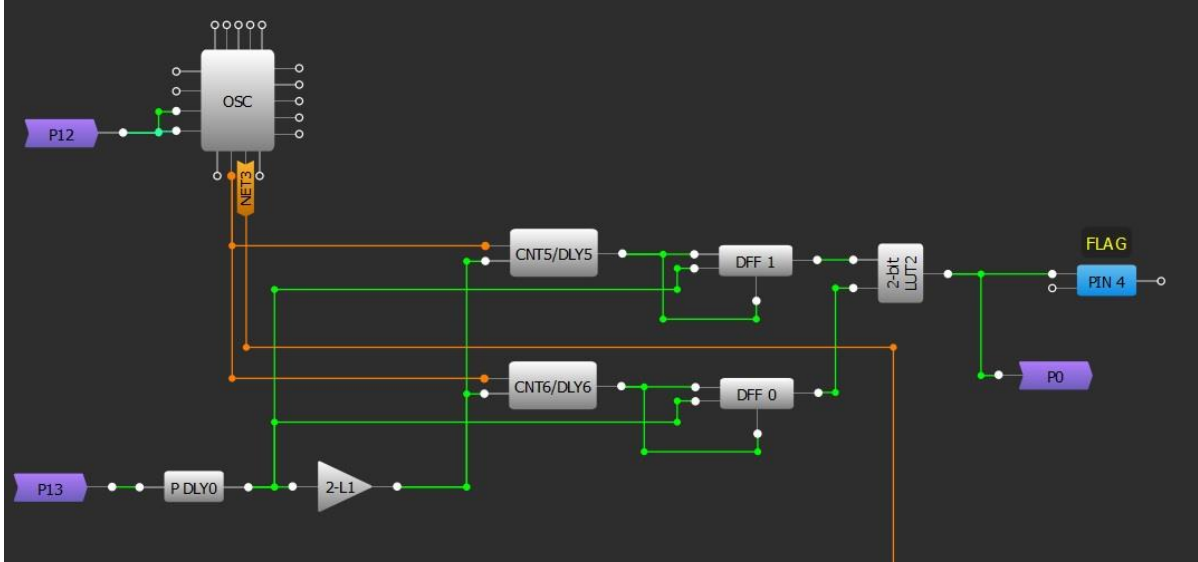 OSC
P12
NET3
CNT5/DLY5
DFF 1
2-bit
LUT2
FLAG
PIN 4
CNT6/DLY6
DFF 0
P0
P13
P DLY0
2-L1